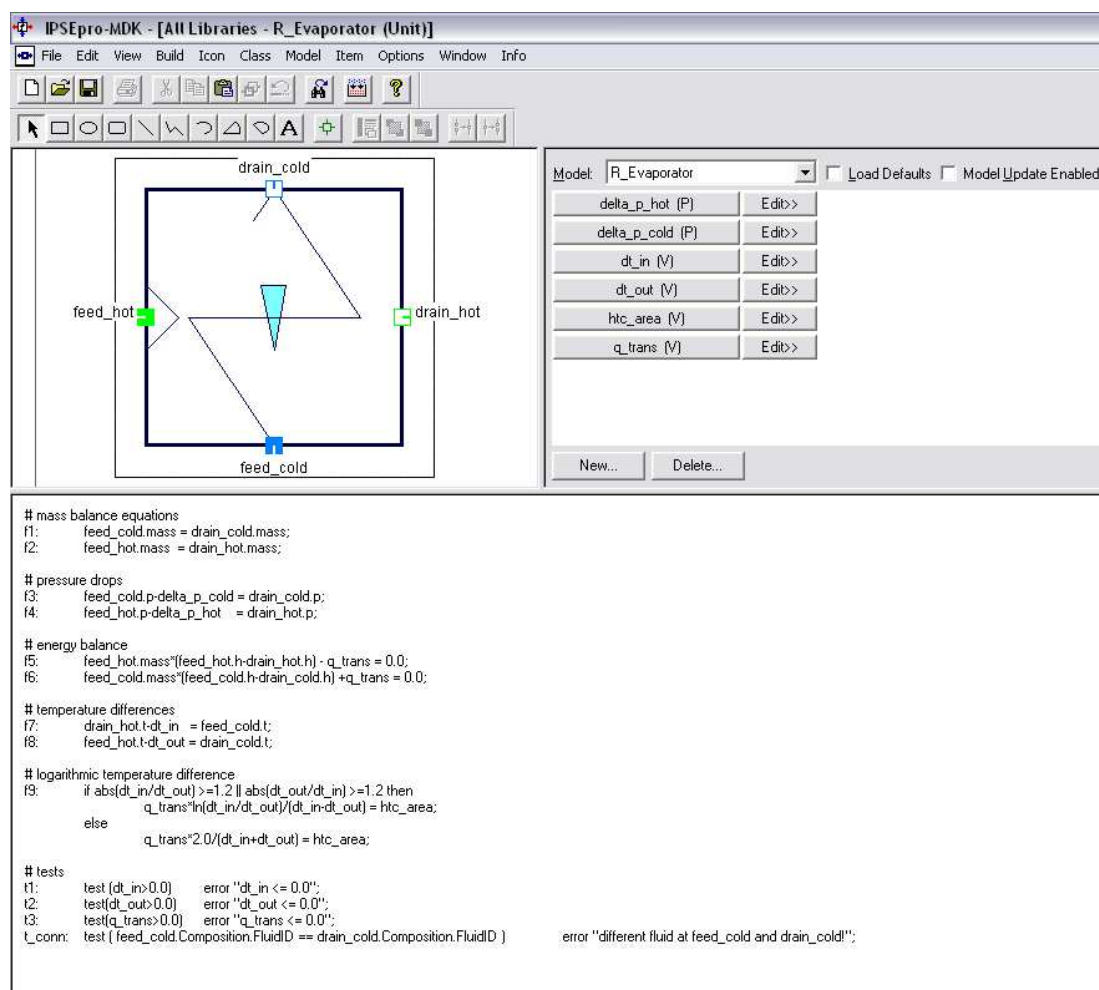 IPSEpro-MDK - [All Libraries - R_Evaporator (Unit)]
File Edit View Build Icon Class Model Item Options Window Info
A ?
drain_cold
feed_hot
drain_hot
feed_cold
Model: R_Evaporator Load Defaults Model Update Enabled
delta_p_hot (P) Edit>>
delta_p_cold (P) Edit>>
dt_in (V) Edit>>
dt_out (V) Edit>>
htc_area (V) Edit>>
q_trans (V) Edit>>
New... Delete...
# mass balance equations
f1: feed_cold.mass = drain_cold.mass;
f2: feed_hot.mass = drain_hot.mass;
# pressure drops
f3: feed_cold.p-delta_p_cold = drain_cold.p;
f4: feed_hot.p-delta_p_hot = drain_hot.p;
# energy balance
f5: feed_hot.mass*(feed_hot.h-drain_hot.h) - q_trans = 0.0;
f6: feed_cold.mass*(feed_cold.h-drain_cold.h) +q_trans = 0.0;
# temperature differences
f7: drain_hot.t-dt_in = feed_cold.t;
f8: feed_hot.t-dt_out = drain_cold.t;
# logarithmic temperature difference
f9: if abs(dt_in/dt_out) >=1.2 || abs(dt_out/dt_in) >=1.2 then
q_trans*ln(dt_in/dt_out)/(dt_in-dt_out) = htc_area;
else
q_trans*2.0/(dt_in+dt_out) = htc_area;
# tests
t1: test (dt_in>0.0) error "dt_in <= 0.0";
t2: test(dt_out>0.0) error "dt_out <= 0.0";
t3: test(q_trans>0.0) error "q_trans <= 0.0";
t_conn: test ( feed_cold.Composition.FluidID == drain_cold.Composition.FluidID ) error "different fluid at feed_cold and drain_cold!";